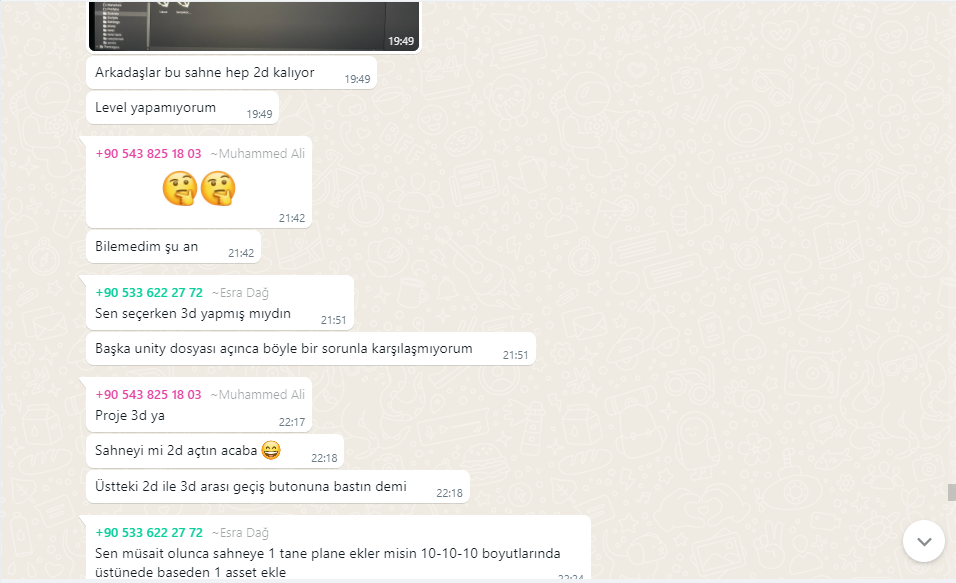 19:49
Arkadaşlar bu sahne hep 2d kalıyor 19:49
Level yapamıyorum 19:49
+90 543 825 18 03 ~Muhammed Ali
21:42
Bilemedim şu an 21:42
+90 533 622 27 72 ~Esra Dağ
Sen seçerken 3d yapmış mıydın 21:51
Başka unity dosyası açınca böyle bir sorunla karşılaşmıyorum 21:51
+90 543 825 18 03 ~Muhammed Ali
Proje 3d ya 22:17
Sahneyi mi 2d açtın acaba 😄 22:18
Üstteki 2d ile 3d arası geçiş butonuna bastın demi 22:18
+90 533 622 27 72 ~Esra Dağ
Sen müsait olunca sahneye 1 tane plane ekler misin 10-10-10 boyutlarında
üstünede baseden 1 asset ekle 22:24